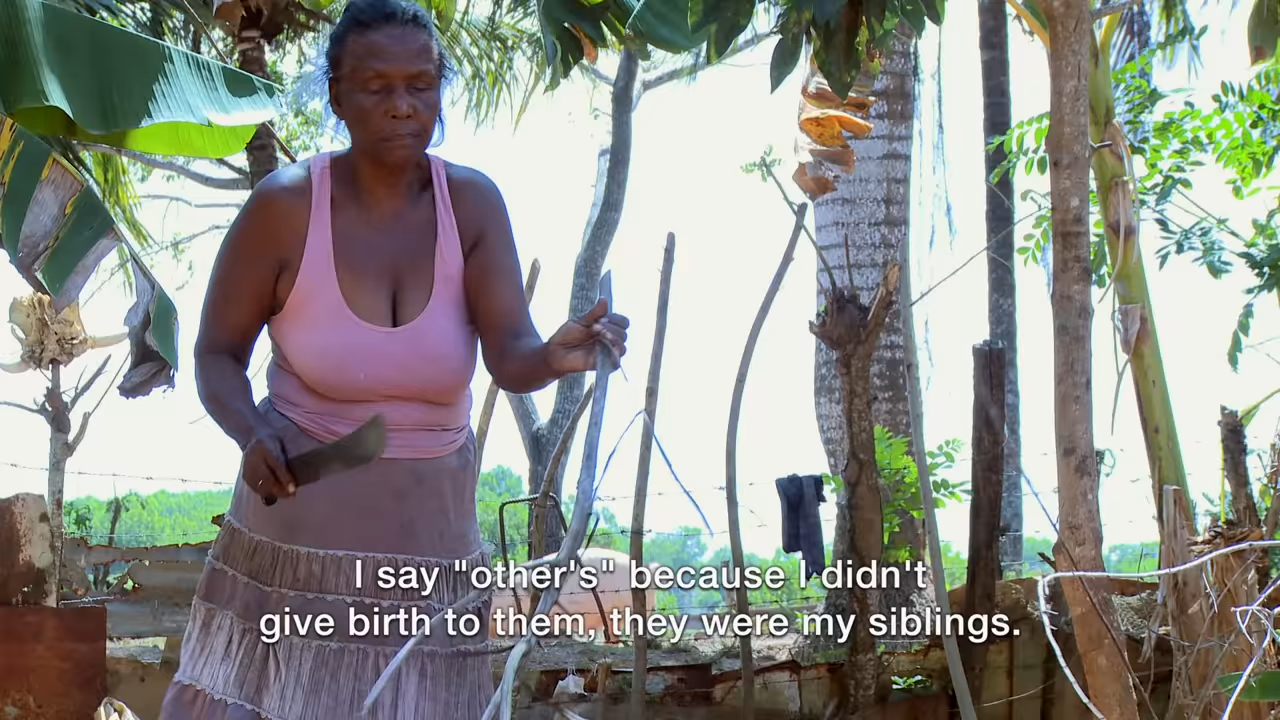 I say "other's" because I didn't
give birth to them, they were my siblings.